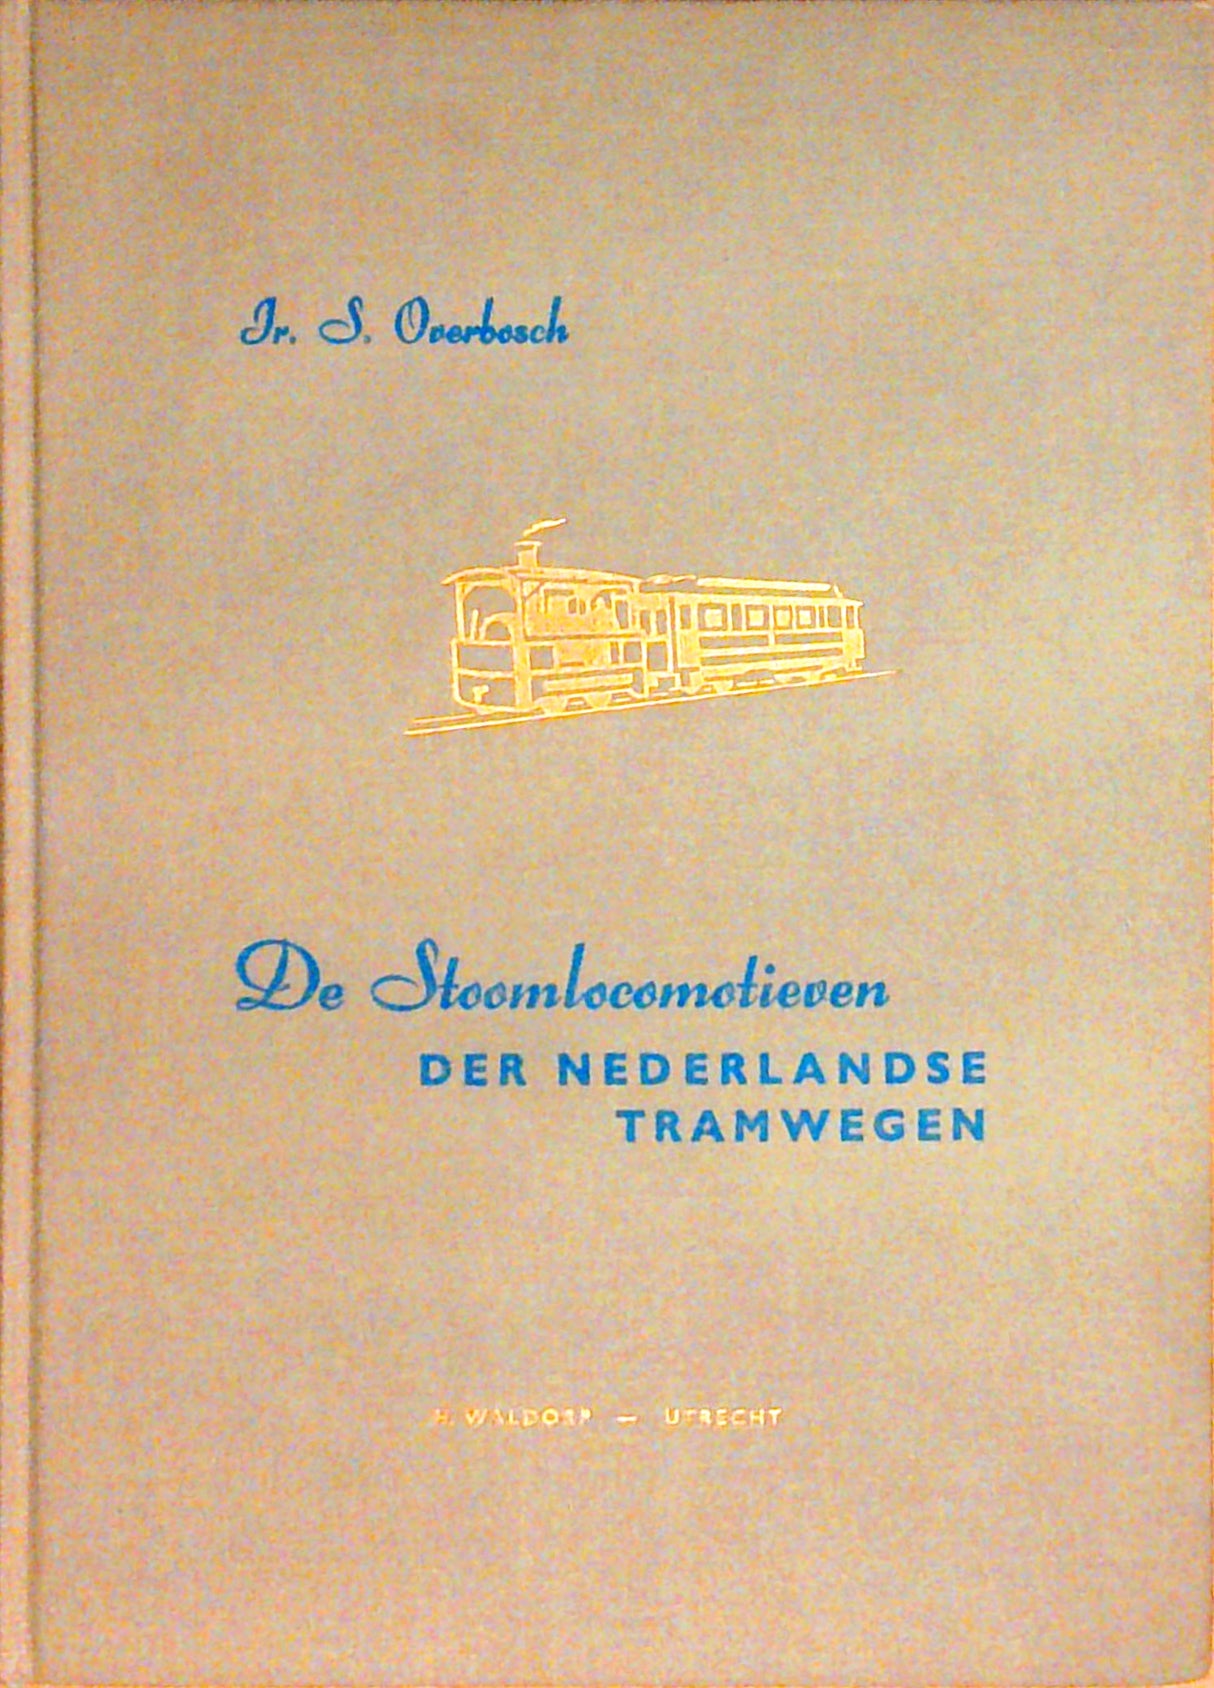 Ir. S. Overbosch
De Stoomlocomotieven
DER NEDERLANDSE
TRAMWEGEN
H. WALDORP — UTRECHT